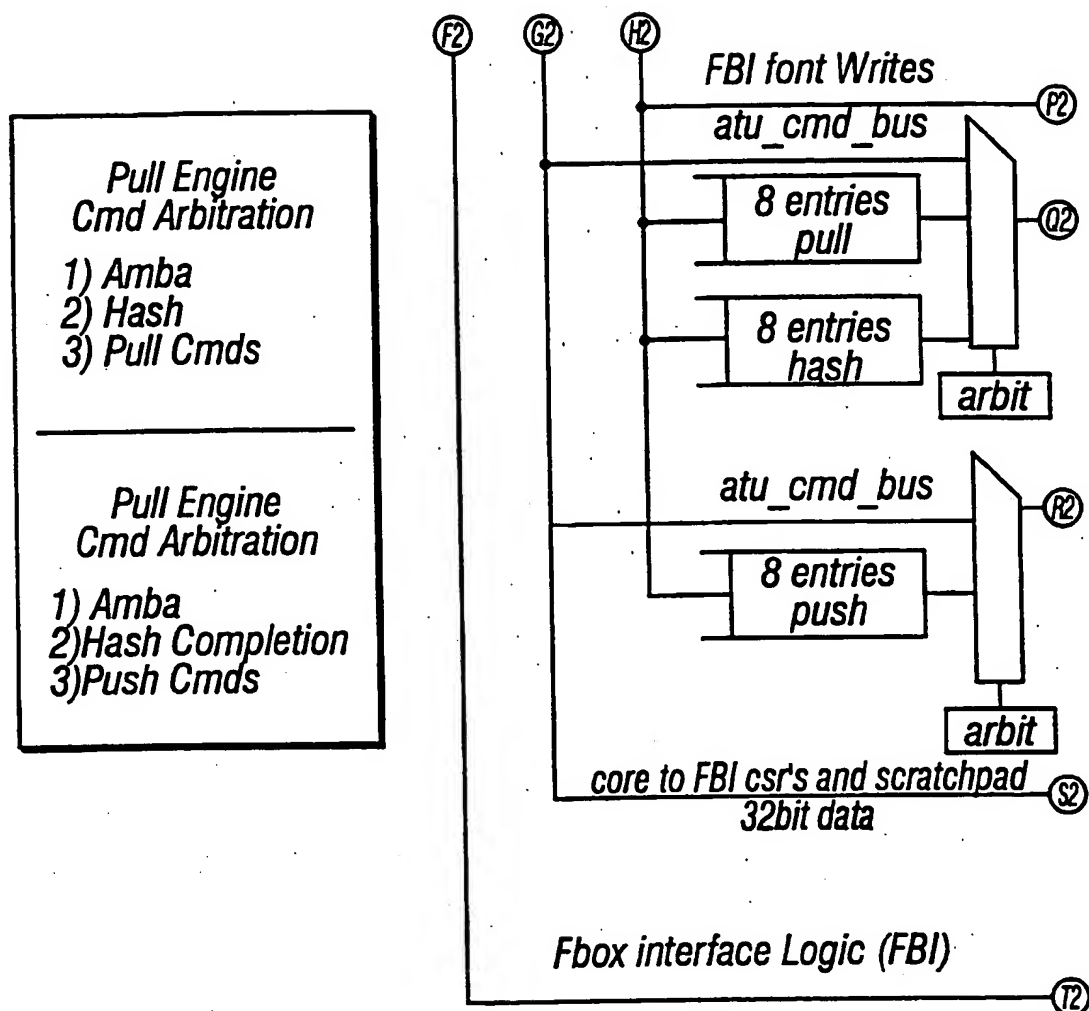 F2
G2
H2
FBI font Writes
P2
atu_cmd_bus
8 entries
pull
Q2
8 entries
hash
arbit
Pull Engine
Cmd Arbitration
1) Amba
2) Hash
3) Pull Cmds
Pull Engine
Cmd Arbitration
1) Amba
2)Hash Completion
3)Push Cmds
atu_cmd_bus
R2
8 entries
push
arbit
core to FBI csr's and scratchpad
32bit data
S2
Fbox interface Logic (FBI)
T2